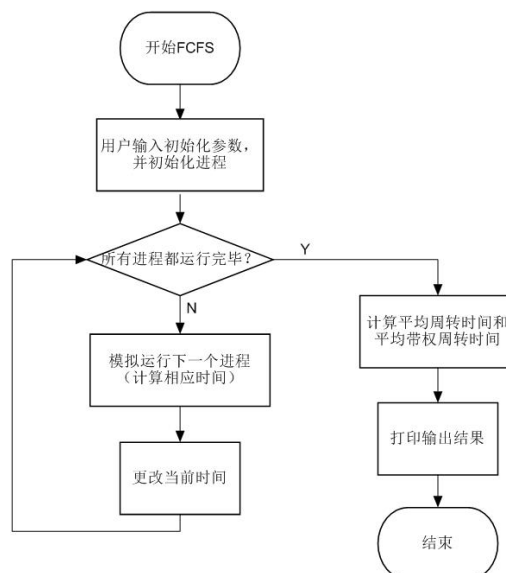 开始FCFS
用户输入初始化参数，
并初始化进程
所有进程都运行完毕？
Y
N
模拟运行下一个进程
（计算相应时间）
更改当前时间
计算平均周转时间和
平均带权周转时间
打印输出结果
结束